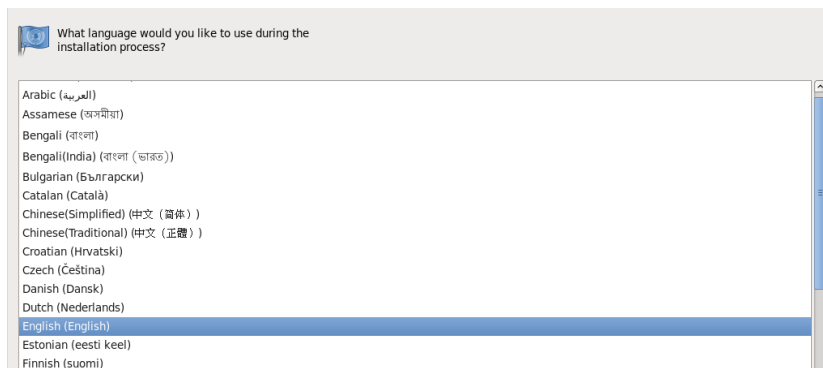 What language would you like to use during the
installation process?
Arabic (العربية)
Assamese (অসমীয়া)
Bengali (বাংলা)
Bengali(India) (বাংলা (ভারত))
Bulgarian (Български)
Catalan (Català)
Chinese(Simplified) (中文（简体）)
Chinese(Traditional) (中文（正體）)
Croatian (Hrvatski)
Czech (Čeština)
Danish (Dansk)
Dutch (Nederlands)
English (English)
Estonian (eesti keel)
Finnish (suomi)